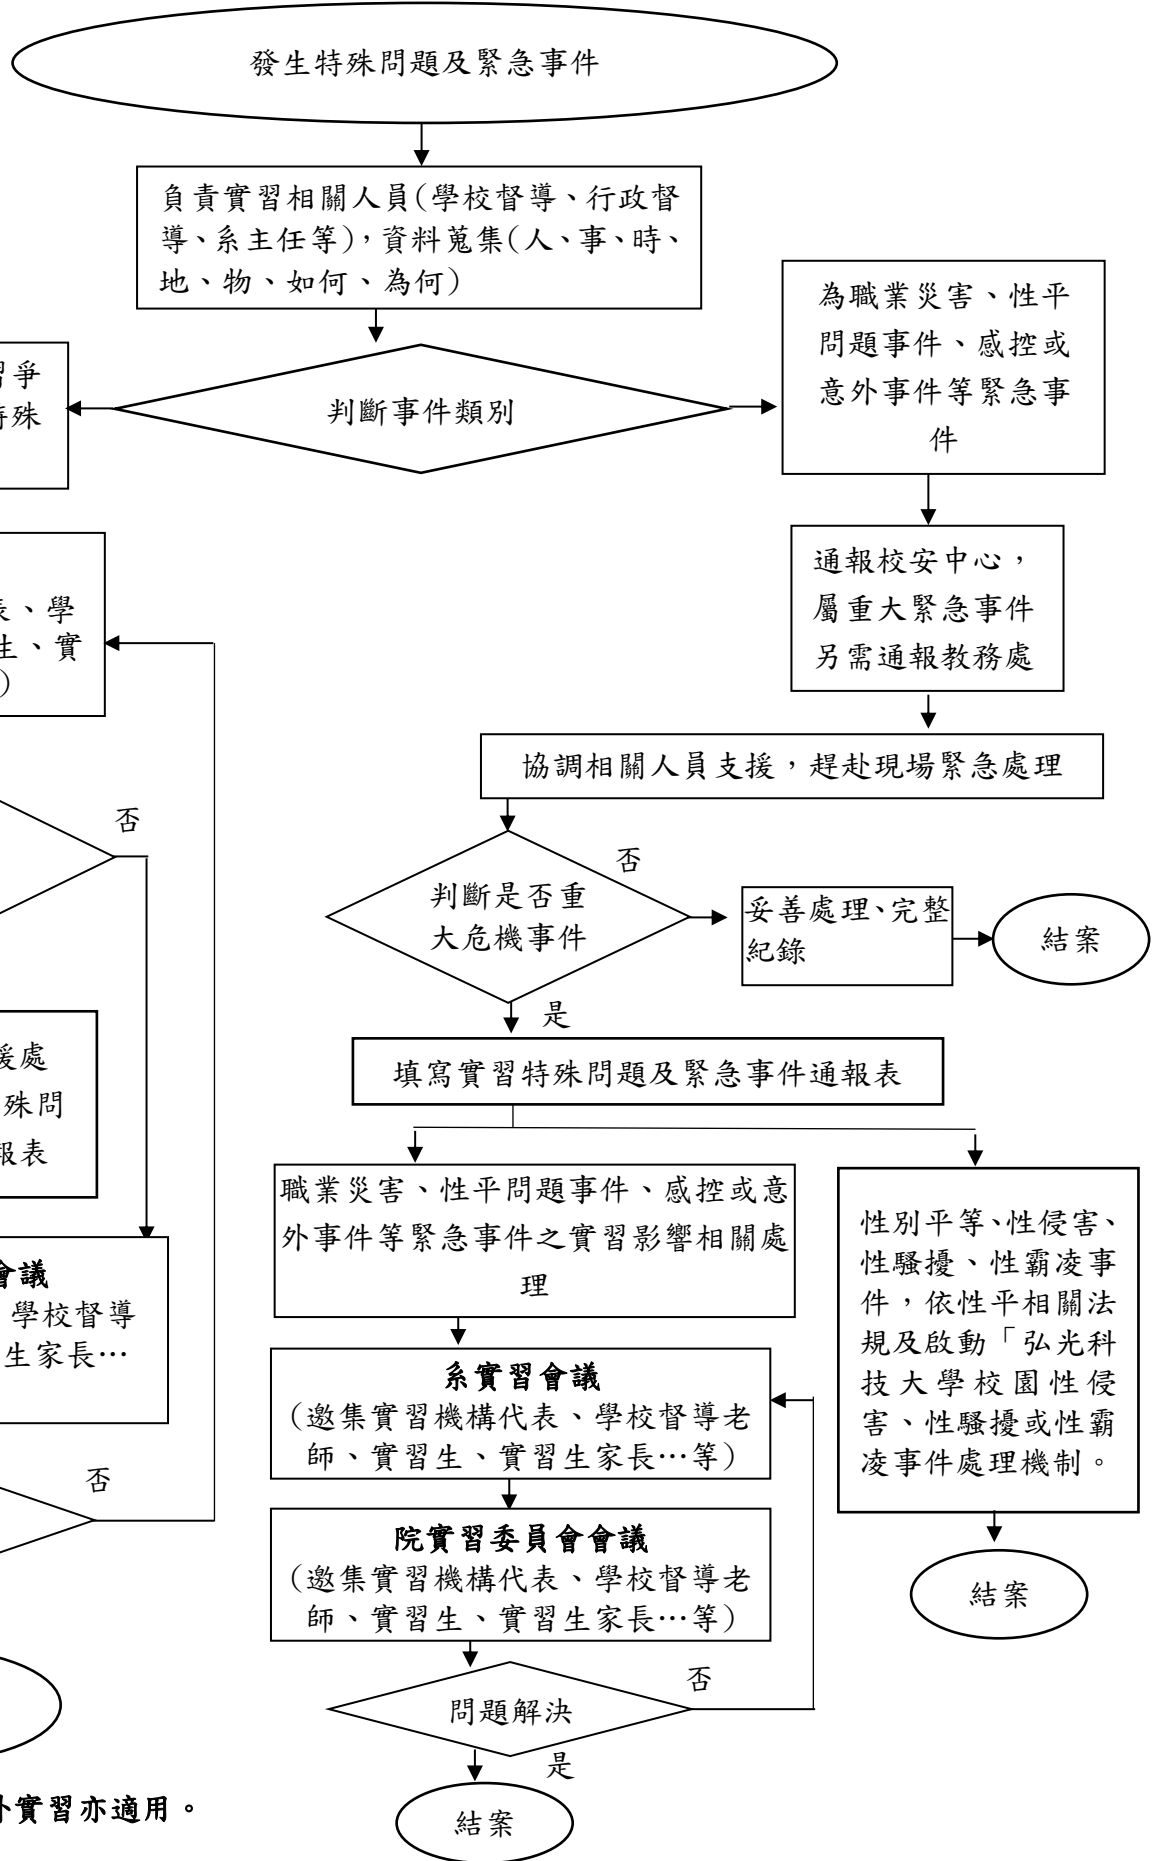 發生特殊問題及緊急事件
負責實習相關人員(學校督導、行政督
導、系主任等),資料蒐集(人、事、時、
地、物、如何、為何)
為職業災害、性平
問題事件、感控或
意外事件等緊急事
件
習爭
特殊
判斷事件類別
通報校安中心,
屬重大緊急事件
另需通報教務處
表、學
生、實
)
協調相關人員支援,趕赴現場緊急處理
否
判斷是否重
大危機事件
否
妥善處理、完整
紀錄
結案
是
援處
殊問
報表
填寫實習特殊問題及緊急事件通報表
職業災害、性平問題事件、感控或意
外事件等緊急事件之實習影響相關處
理
性別平等、性侵害、
性騷擾、性霸凌事
件,依性平相關法
規及啟動「弘光科
技大學校園性侵
害、性騷擾或性霸
凌事件處理機制。
結案
會議
學校督導
生家長…
否
系實習會議
(邀集實習機構代表、學校督導老
師、實習生、實習生家長…等)
院實習委員會會議
(邀集實習機構代表、學校督導老
師、實習生、實習生家長…等)
問題解決
否
是
結案
外實習亦適用。